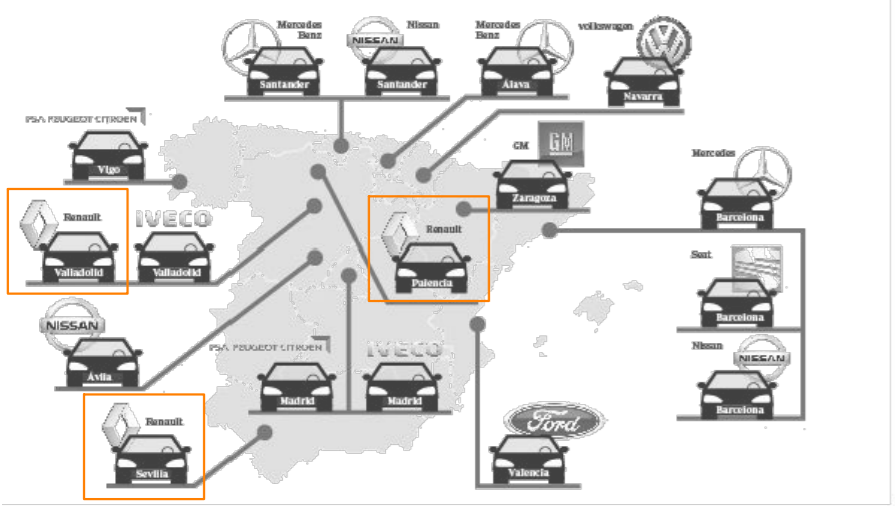 Mercedes
Benz
Santander
Nissan
NISSAN
Santander
Mercedes
Benz
Álava
volkswagen
Navarra
PSA PEUGEOT CITROËN
Vigo
GM
GM
Zaragoza
Mercedes
Barcelona
Renault
Valladolid
IVECO
Valladolid
Renault
Palencia
Seat
Barcelona
NISSAN
Ávila
PSA PEUGEOT CITROËN
Madrid
IVECO
Madrid
Nissan
NISSAN
Barcelona
Renault
Sevilla
Ford
Valencia